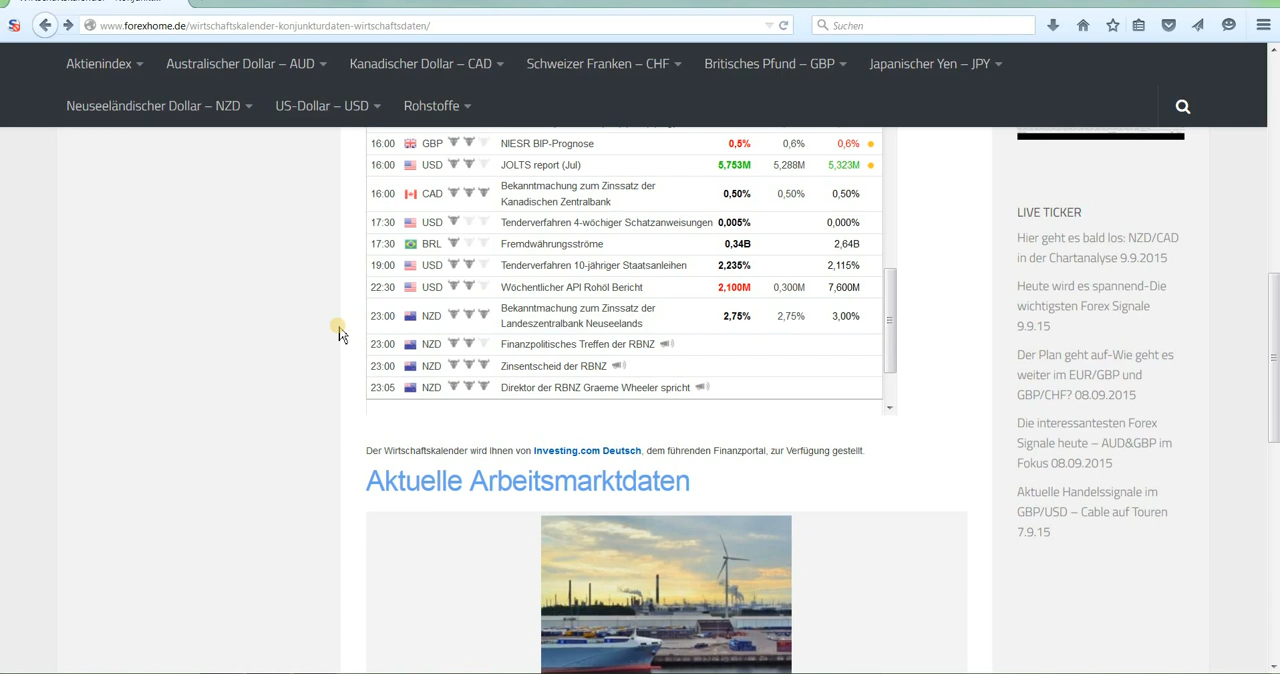 www.forexhome.de/wirtschaftskalender-konjunkturdaten-wirtschaftsdaten/
Suchen
Aktienindex
Australischer Dollar – AUD
Kanadischer Dollar – CAD
Schweizer Franken – CHF
Britisches Pfund – GBP
Japanischer Yen – JPY
Neuseeländischer Dollar – NZD
US-Dollar – USD
Rohstoffe
16:00 GBP NIESR BIP-Prognose 0,5% 0,6% 0,6%
16:00 USD JOLTS report (Jul) 5,753M 5,288M 5,323M
16:00 CAD Bekanntmachung zum Zinssatz der
Kanadischen Zentralbank 0,50% 0,50% 0,50%
17:30 USD Tenderverfahren 4-wöchiger Schatzanweisungen 0,005% 0,000%
17:30 BRL Fremdwährungsströme 0,34B 2,64B
19:00 USD Tenderverfahren 10-jähriger Staatsanleihen 2,235% 2,115%
22:30 USD Wöchentlicher API Rohöl Bericht 2,100M 0,300M 7,600M
23:00 NZD Bekanntmachung zum Zinssatz der
Landeszentralbank Neuseelands 2,75% 2,75% 3,00%
23:00 NZD Finanzpolitisches Treffen der RBNZ
23:00 NZD Zinsentscheid der RBNZ
23:05 NZD Direktor der RBNZ Graeme Wheeler spricht
Der Wirtschaftskalender wird Ihnen von Investing.com Deutsch, dem führenden Finanzportal, zur Verfügung gestellt.
Aktuelle Arbeitsmarktdaten
LIVE TICKER
Hier geht es bald los: NZD/CAD
in der Chartanalyse 9.9.2015
Heute wird es spannend-Die
wichtigsten Forex Signale
9.9.15
Der Plan geht auf-Wie geht es
weiter im EUR/GBP und
GBP/CHF? 08.09.2015
Die interessantesten Forex
Signale heute – AUD&GBP im
Fokus 08.09.2015
Aktuelle Handelssignale im
GBP/USD – Cable auf Touren
7.9.15